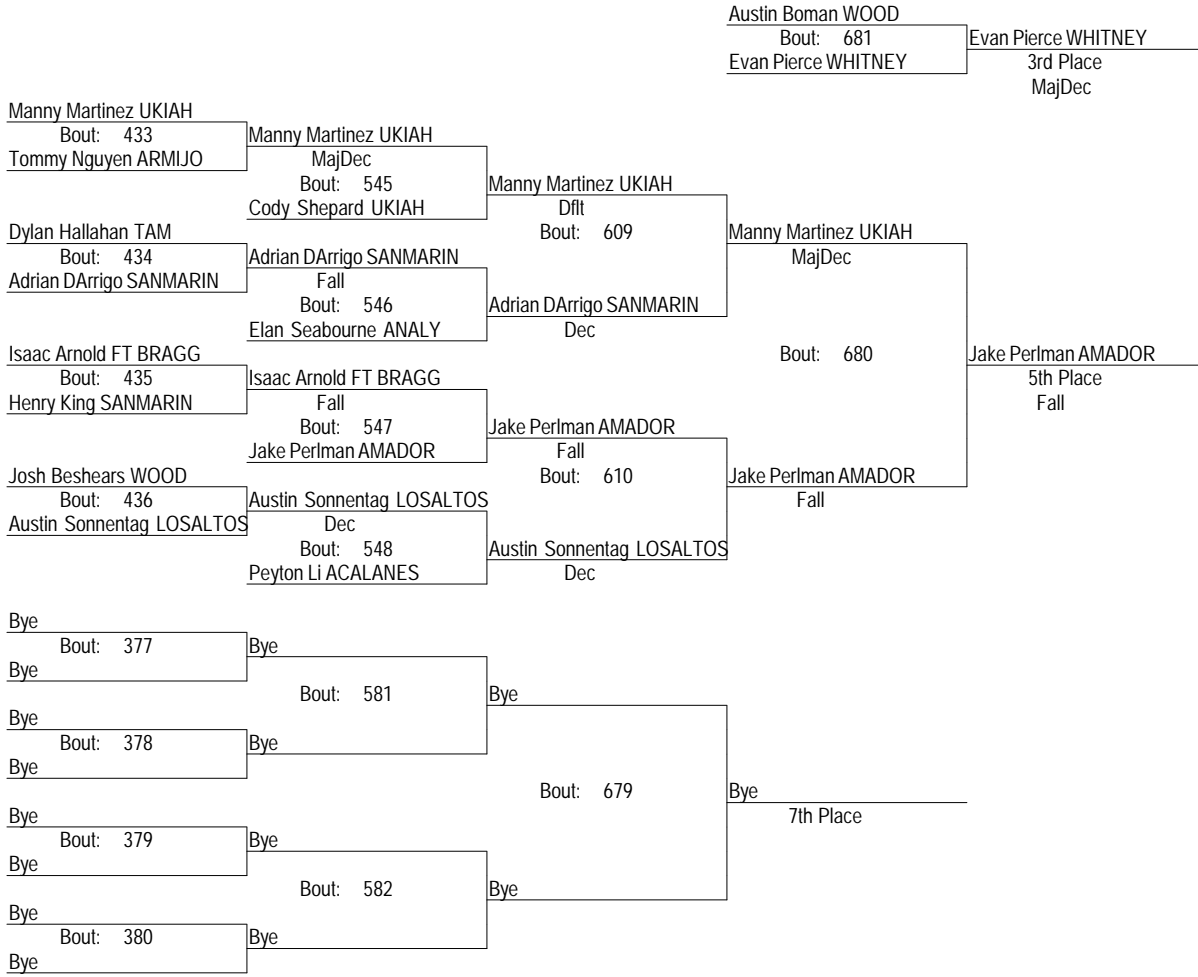 Austin Boman WOOD
Bout: 681
Evan Pierce WHITNEY
Evan Pierce WHITNEY
3rd Place
MajDec
Manny Martinez UKIAH
Bout: 433
Tommy Nguyen ARMIJO
Manny Martinez UKIAH
MajDec
Bout: 545
Cody Shepard UKIAH
Manny Martinez UKIAH
Dflt
Bout: 609
Dylan Hallahan TAM
Bout: 434
Adrian DArrigo SANMARIN
Adrian DArrigo SANMARIN
Fall
Bout: 546
Elan Seabourne ANALY
Adrian DArrigo SANMARIN
Dec
Manny Martinez UKIAH
MajDec
Bout: 680
Jake Perlman AMADOR
5th Place
Fall
Isaac Arnold FT BRAGG
Bout: 435
Henry King SANMARIN
Isaac Arnold FT BRAGG
Fall
Bout: 547
Jake Perlman AMADOR
Jake Perlman AMADOR
Fall
Bout: 610
Jake Perlman AMADOR
Fall
Josh Beshears WOOD
Bout: 436
Austin Sonnentag LOSALTOS
Austin Sonnentag LOSALTOS
Dec
Bout: 548
Peyton Li ACALANES
Austin Sonnentag LOSALTOS
Dec
Bye
Bout: 377
Bye
Bye
Bout: 581
Bye
Bye
Bout: 378
Bye
Bye
Bout: 679
Bye
7th Place
Bye
Bout: 379
Bye
Bye
Bout: 582
Bye
Bye
Bout: 380
Bye
Bye